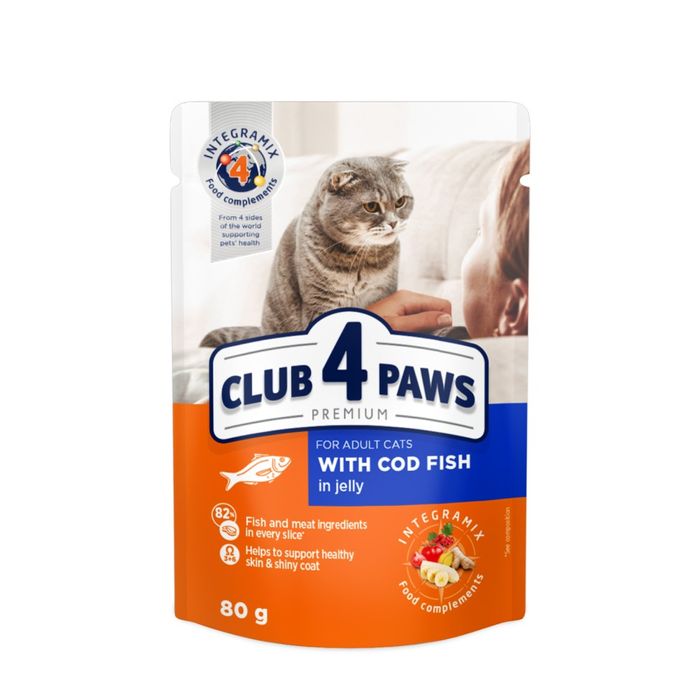 INTEGRAMIX
4
Food complements
From 4 sides
of the world
supporting
pets' health
CLUB 4 PAWS
PREMIUM
FOR ADULT CATS
WITH COD FISH
in jelly
82%
Fish and meat ingredients
in every slice*
3+6
Helps to support healthy
skin & shiny coat
80 g
INTEGRAMIX
Food complements
*See composition